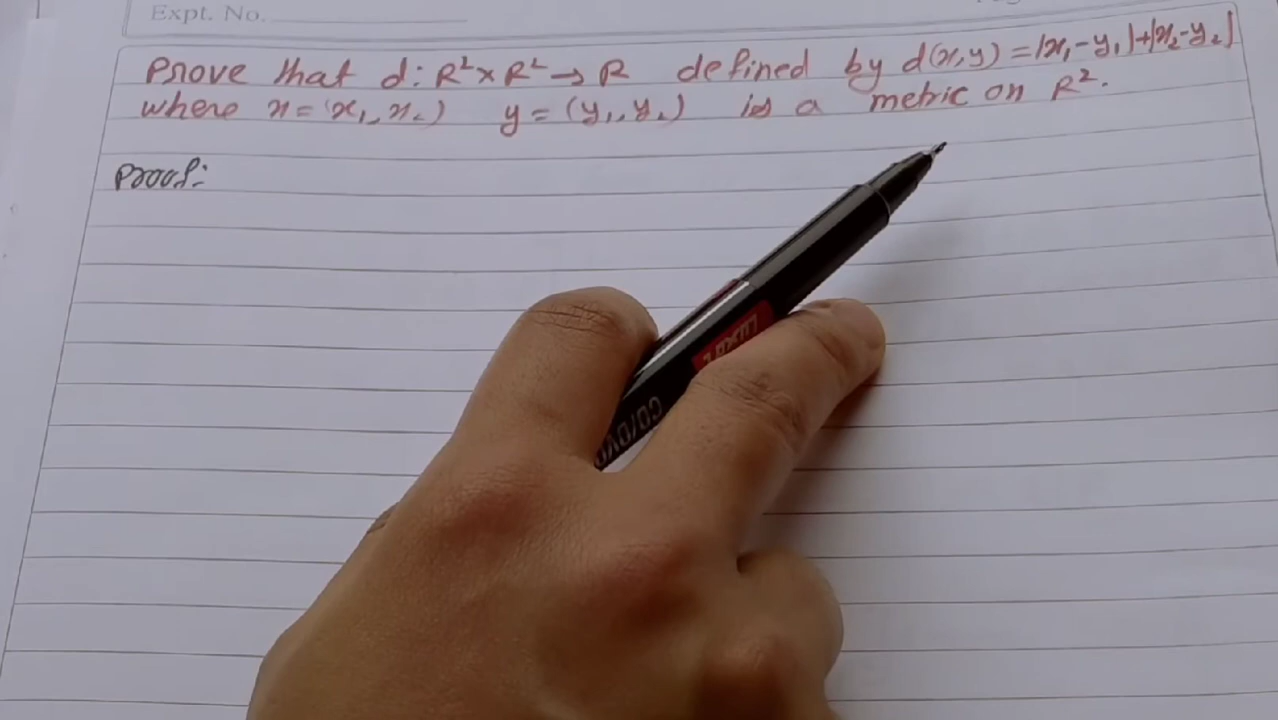 Expt. No.
Prove that d: R² × R² → R defined by d(x,y) = |x₁-y₁|+|x₂-y₂|
where x = (x₁, x₂) y = (y₁, y₂) is a metric on R².
Proof:-